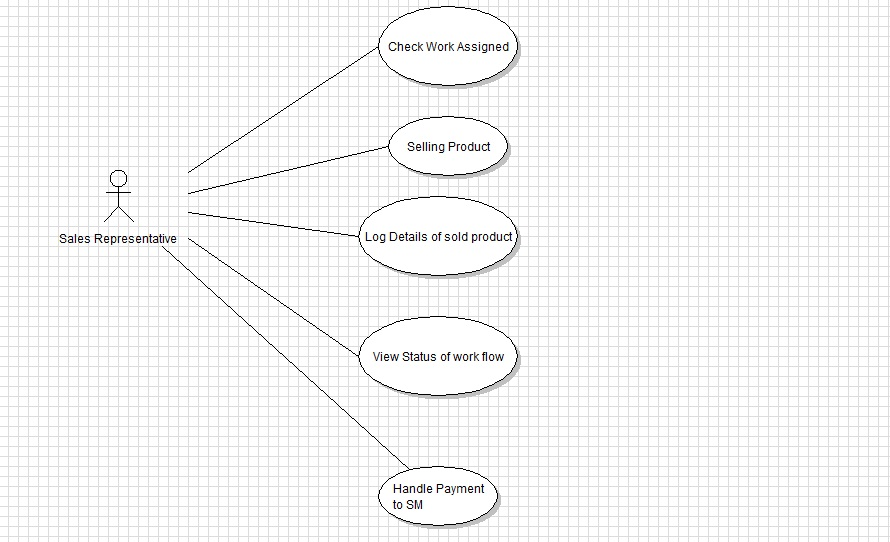 Check Work Assigned
Selling Product
Sales Representative
Log Details of sold product
View Status of work flow
Handle Payment
to SM